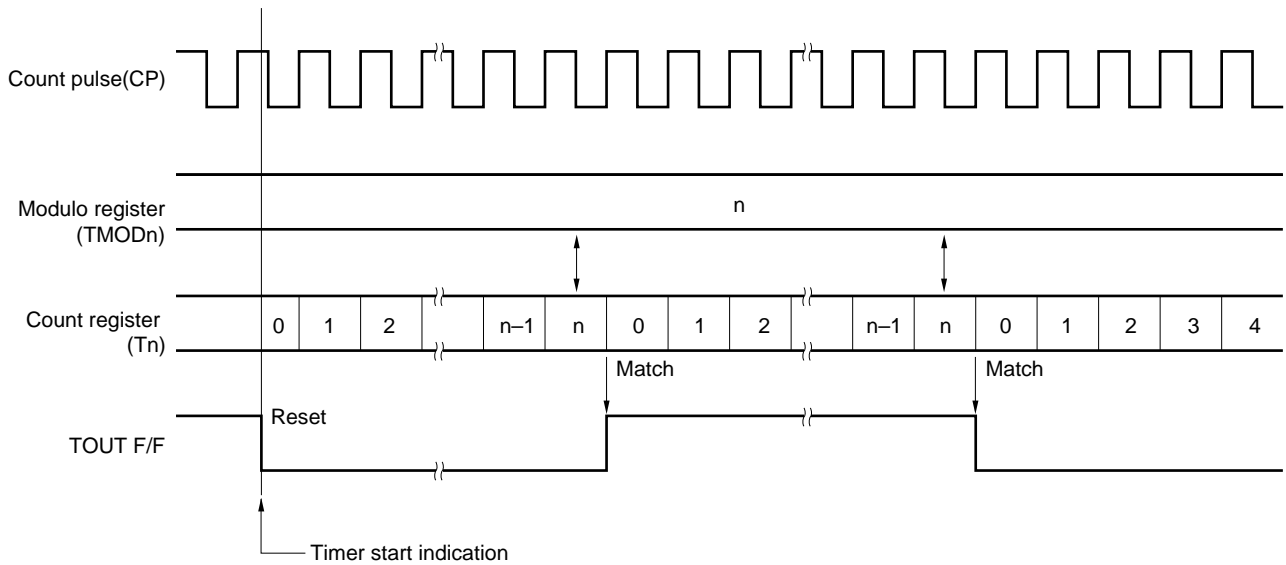 Count pulse(CP)
Modulo register
(TMODn)
n
Count register
(Tn)
0 1 2 n–1 n 0 1 2 n–1 n 0 1 2 3 4
Match Match
Reset
TOUT F/F
Timer start indication